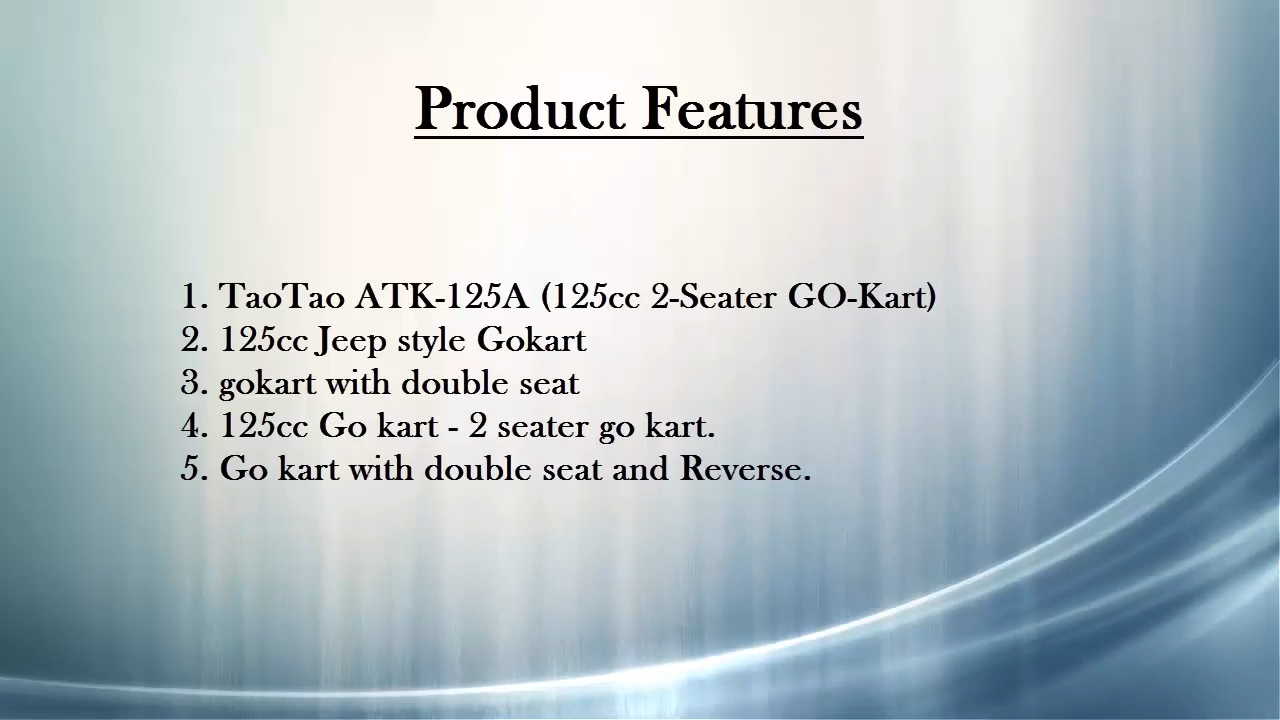 Product Features
1. TaoTao ATK-125A (125cc 2-Seater GO-Kart)
2. 125cc Jeep style Gokart
3. gokart with double seat
4. 125cc Go kart - 2 seater go kart.
5. Go kart with double seat and Reverse.